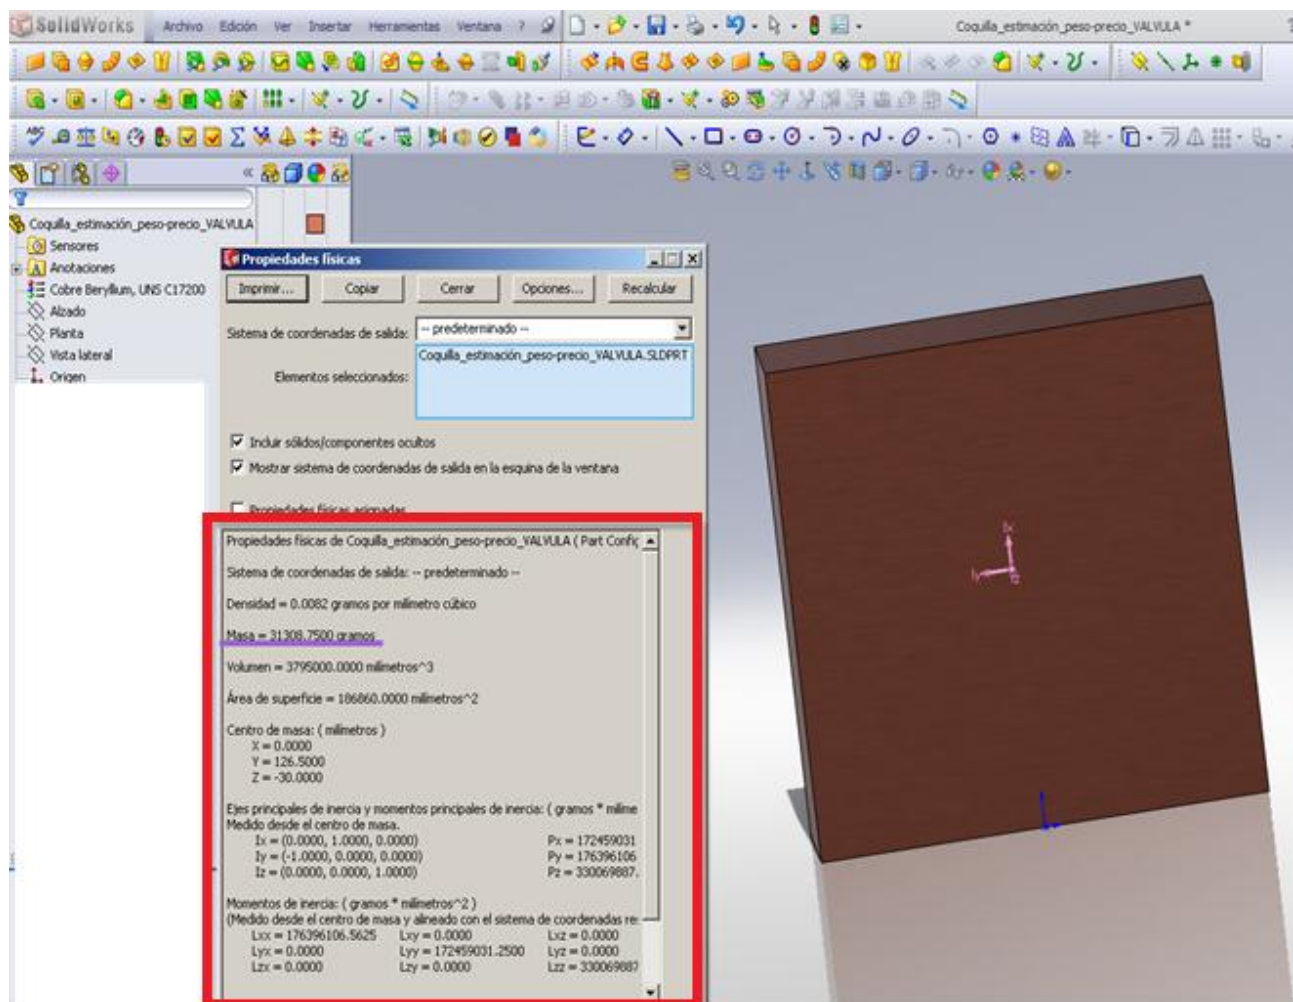 SolidWorks Archivo Edición Ver Insertar Herramientas Ventana ? Coquilla_estimación_peso-precio_VALVULA *
Coquilla_estimación_peso-precio_VALVULA
Sensores
Anotaciones
Cobre Beryllium, UNS C17200
Alzado
Planta
Vista lateral
Origen
Propiedades físicas
Imprimir... Copiar Cerrar Opciones... Recalcular
Sistema de coordenadas de salida: -- predeterminado --
Elementos seleccionados: Coquilla_estimación_peso-precio_VALVULA.SLDPRT
Incluir sólidos/componentes ocultos
Mostrar sistema de coordenadas de salida en la esquina de la ventana
Propiedades físicas asignadas
Propiedades físicas de Coquilla_estimación_peso-precio_VALVULA ( Part Config
Sistema de coordenadas de salida: -- predeterminado --
Densidad = 0.0082 gramos por milímetro cúbico
Masa = 31308.7500 gramos
Volumen = 3795000.0000 milímetros^3
Área de superficie = 186860.0000 milímetros^2
Centro de masa: ( milímetros )
X = 0.0000
Y = 126.5000
Z = -30.0000
Ejes principales de inercia y momentos principales de inercia: ( gramos * milíme
Medido desde el centro de masa.
Ix = (0.0000, 1.0000, 0.0000) Px = 172459031
Iy = (-1.0000, 0.0000, 0.0000) Py = 176396106
Iz = (0.0000, 0.0000, 1.0000) Pz = 330069887.
Momentos de inercia: ( gramos * milímetros^2 )
(Medido desde el centro de masa y alineado con el sistema de coordenadas re
Lxx = 176396106.5625 Lxy = 0.0000 Lxz = 0.0000
Lyx = 0.0000 Lyy = 172459031.2500 Lyz = 0.0000
Lzx = 0.0000 Lzy = 0.0000 Lzz = 330069887